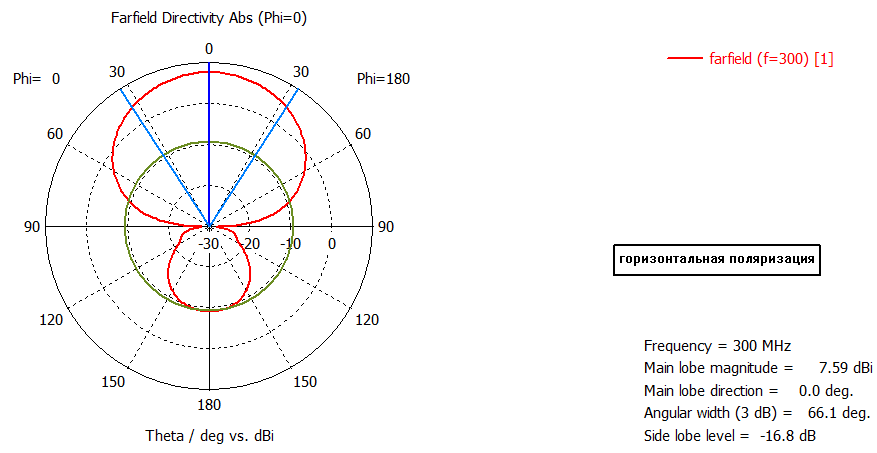 Farfield Directivity Abs (Phi=0)
0
Phi= 0
30
30
Phi=180
farfield (f=300) [1]
60
60
90
90
-30
-20
-10
0
горизонтальная поляризация
120
120
150
150
180
Theta / deg vs. dBi
Frequency = 300 MHz
Main lobe magnitude = 7.59 dBi
Main lobe direction = 0.0 deg.
Angular width (3 dB) = 66.1 deg.
Side lobe level = -16.8 dB